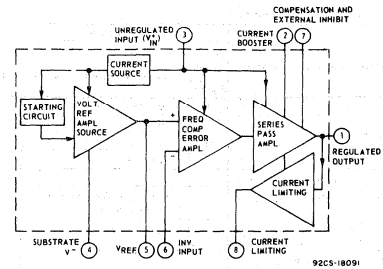 COMPENSATION AND
EXTERNAL INHIBIT
UNREGULATED
INPUT (V+IN)
3
CURRENT
BOOSTER
2
7
CURRENT
SOURCE
STARTING
CIRCUIT
VOLT.
REF
AMPL
SOURCE
+
FREQ
COMP
ERROR
AMPL.
-
SERIES
PASS
AMPL
1
REGULATED
OUTPUT
CURRENT
LIMITING
SUBSTRATE
V-
4
VREF.
5
INV.
INPUT
6
8
CURRENT
LIMITING
92CS-18091